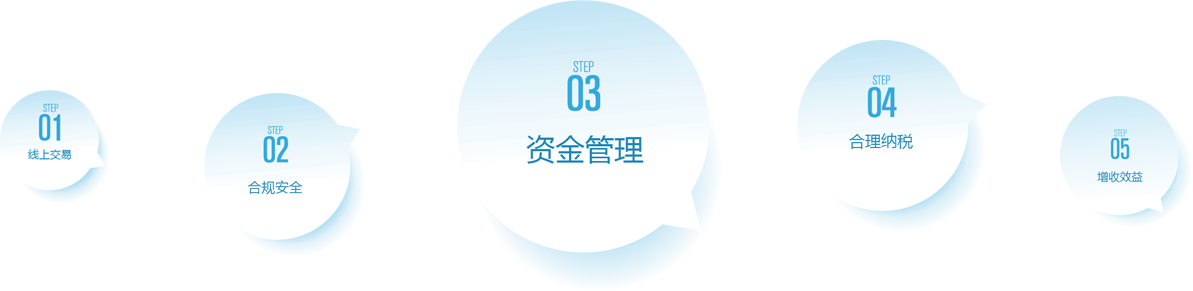 STEP
01
线上交易
STEP
02
合规安全
STEP
03
资金管理
STEP
04
合理纳税
STEP
05
增收效益